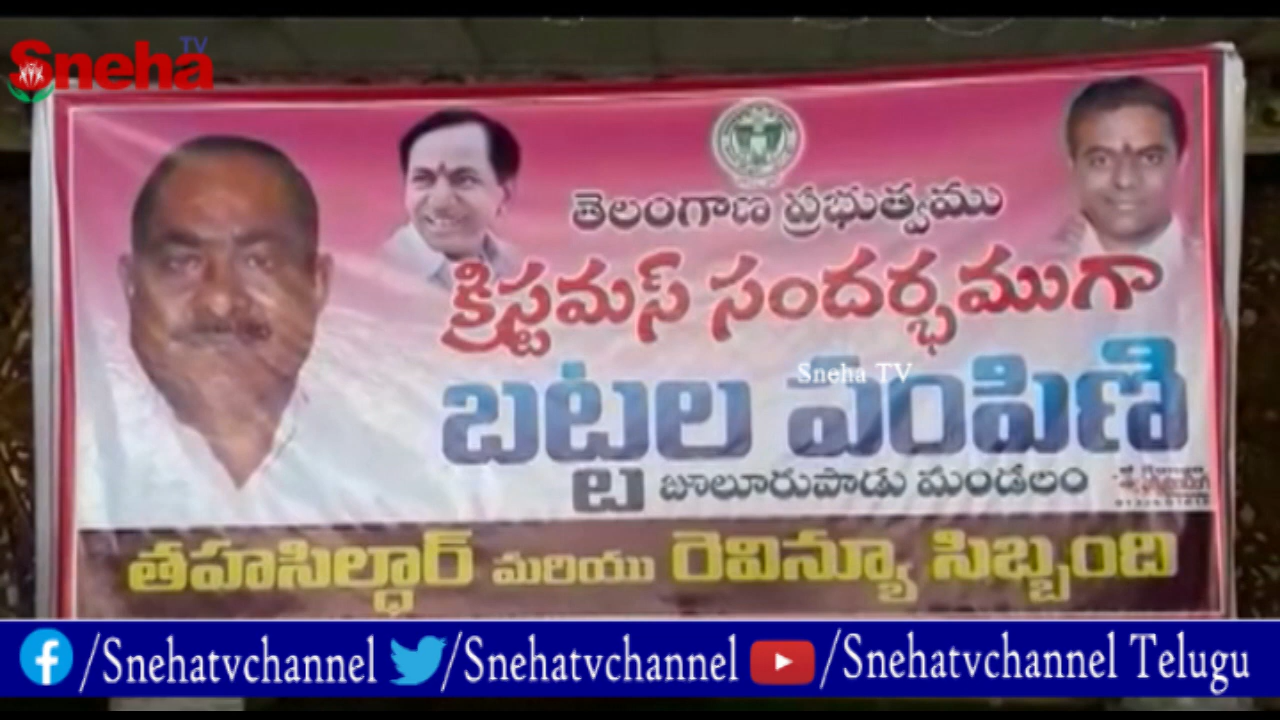 Sneha TV
తెలంగాణ ప్రభుత్వము
క్రిస్టమస్ సందర్భముగా
బట్టల పంపిణి
Sneha TV
జూలూరుపాడు మండలం
తహసిల్ధార్ మరియు రెవిన్యూ సిబ్బంది
/Snehatvchannel /Snehatvchannel /Snehatvchannel Telugu